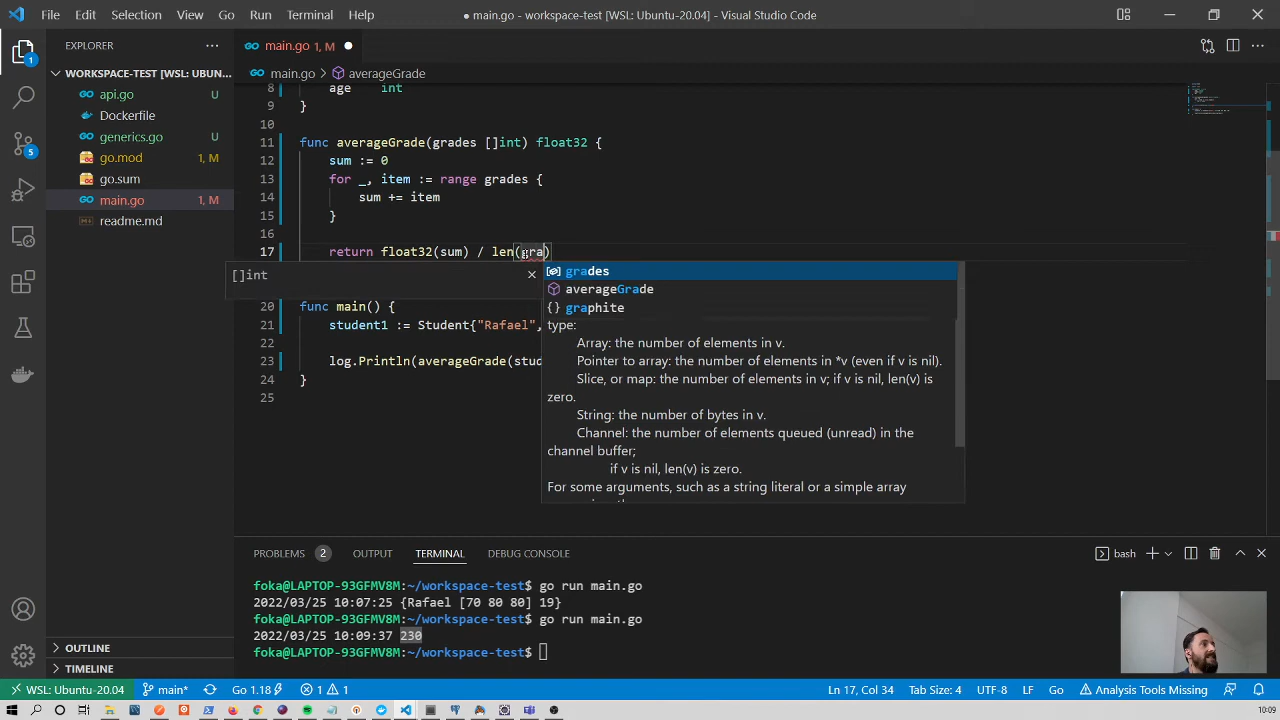 File Edit Selection View Go Run Terminal Help
● main.go - workspace-test [WSL: Ubuntu-20.04] - Visual Studio Code
EXPLORER
GO main.go 1, M ●
WORKSPACE-TEST [WSL: UBUN...
GO main.go > averageGrade
GO api.go U
Dockerfile
GO generics.go U
go.mod 1, M
go.sum
GO main.go 1, M
readme.md
1
5
8 age int
9 }
10
11 func averageGrade(grades []int) float32 {
12 sum := 0
13 for _, item := range grades {
14 sum += item
15 }
16
17 return float32(sum) / len(gra)
[]int
grades
averageGrade
{} graphite
type:
Array: the number of elements in v.
Pointer to array: the number of elements in *v (even if v is nil).
Slice, or map: the number of elements in v; if v is nil, len(v) is
zero.
String: the number of bytes in v.
Channel: the number of elements queued (unread) in the
channel buffer;
if v is nil, len(v) is zero.
For some arguments, such as a string literal or a simple array
20 func main() {
21 student1 := Student{"Rafael",
22
23 log.Println(averageGrade(stud
24 }
25
PROBLEMS 2 OUTPUT TERMINAL DEBUG CONSOLE
bash
foka@LAPTOP-93GFMV8M:~/workspace-test$ go run main.go
2022/03/25 10:07:25 {Rafael [70 80 80] 19}
foka@LAPTOP-93GFMV8M:~/workspace-test$ go run main.go
2022/03/25 10:09:37 230
foka@LAPTOP-93GFMV8M:~/workspace-test$
OUTLINE
TIMELINE
WSL: Ubuntu-20.04 main* Go 1.18 1 1 Ln 17, Col 34 Tab Size: 4 UTF-8 LF Go Analysis Tools Missing
10:09